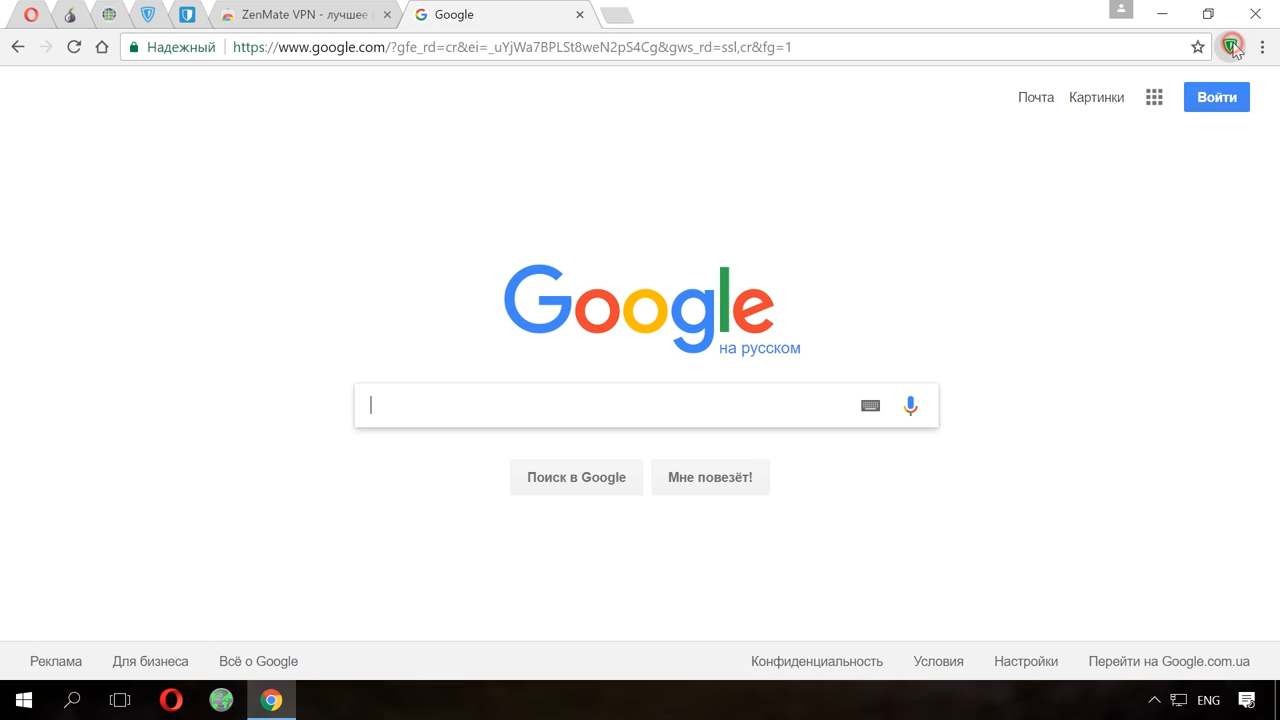 ZenMate VPN - лучшее
Google
Надежный
https://www.google.com/?gfe_rd=cr&ei=_uYjWa7BPLSt8weN2pS4Cg&gws_rd=ssl,cr&fg=1
Почта
Картинки
Войти
Google
на русском
Поиск в Google
Мне повезёт!
Реклама
Для бизнеса
Всё о Google
Конфиденциальность
Условия
Настройки
Перейти на Google.com.ua
ENG